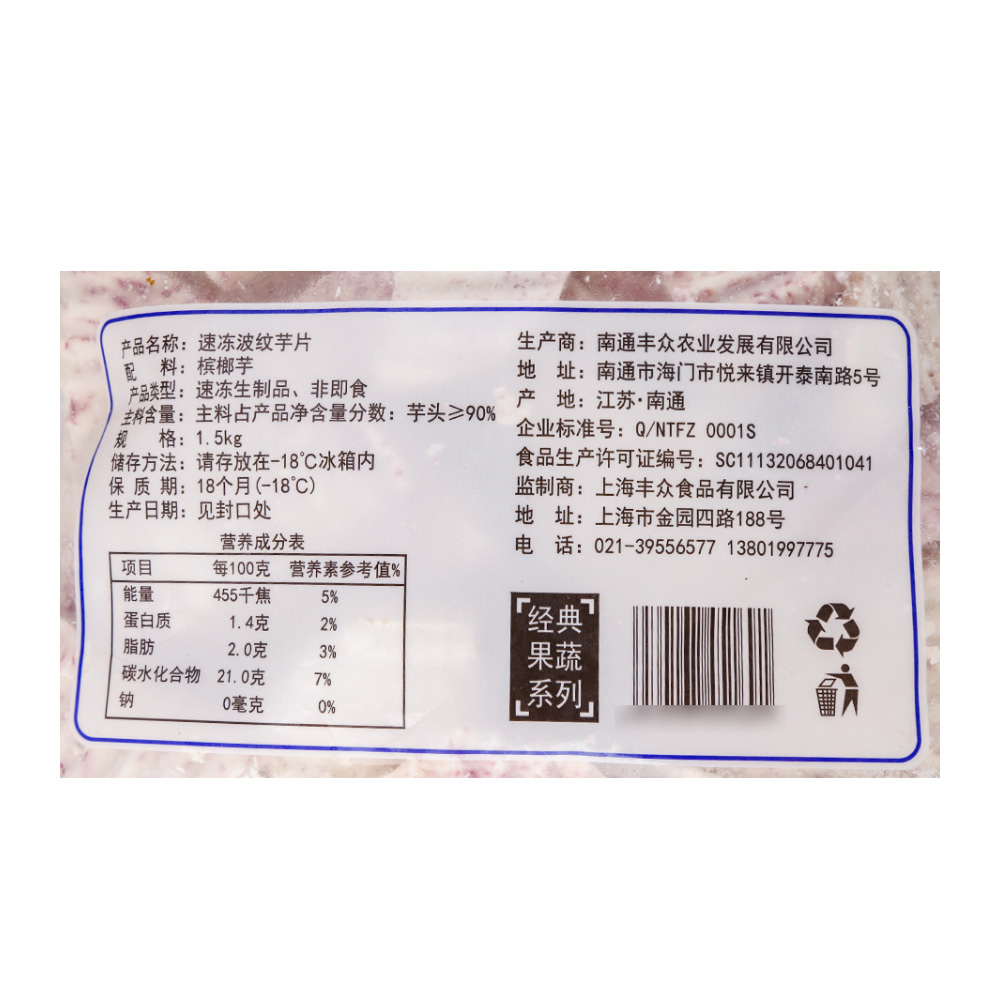 产品名称：速冻波纹芋片
配　　料：槟榔芋
产品类型：速冻生制品、非即食
主料含量：主料占产品净含量分数：芋头≥90%
规　　格：1.5kg
储存方法：请存放在-18℃冰箱内
保 质 期：18个月(-18℃)
生产日期：见封口处
营养成分表
项目 每100克 营养素参考值%
能量 455千焦 5%
蛋白质 1.4克 2%
脂肪 2.0克 3%
碳水化合物 21.0克 7%
钠 0毫克 0%
生产商：南通丰众农业发展有限公司
地　址：南通市海门市悦来镇开泰南路5号
产　地：江苏·南通
企业标准号：Q/NTFZ 0001S
食品生产许可证编号：SC11132068401041
监制商：上海丰众食品有限公司
地　址：上海市金园四路188号
电　话：021-39556577 13801997775
经典
果蔬
系列